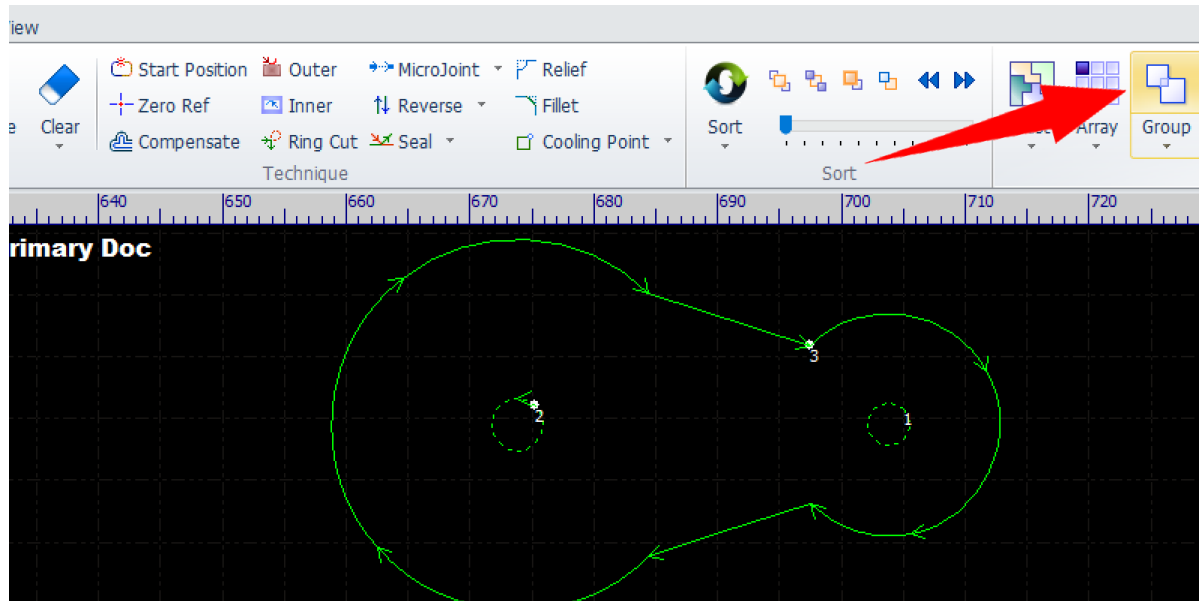 iew
Start Position Outer MicroJoint Relief
Zero Ref Inner Reverse Fillet
e Clear Compensate Ring Cut Seal Cooling Point Sort Array Group
Technique Sort
640 650 660 670 680 690 700 710 720
rimary Doc
3
2
1